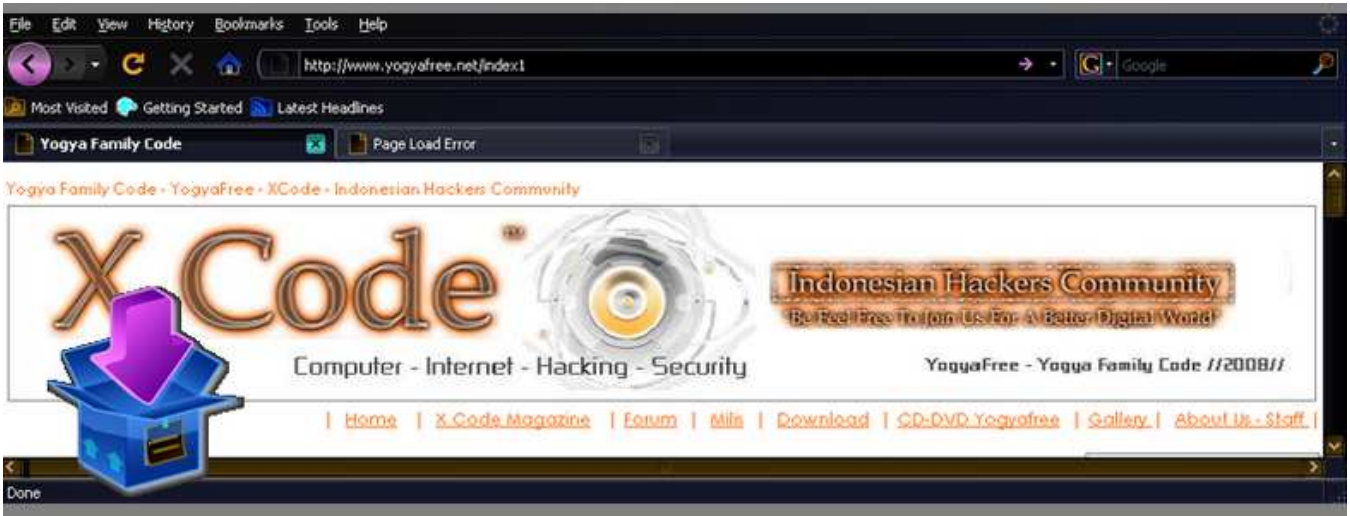 File Edit View History Bookmarks Tools Help
http://www.yogyafree.net/index1
G Google
Most Visited Getting Started Latest Headlines
Yogya Family Code Page Load Error
Yogya Family Code - YogyaFree - XCode - Indonesian Hackers Community
X Code ™
Indonesian Hackers Community
"Be Feel Free To Join Us For A Better Digital World"
Computer - Internet - Hacking - Security
YogyaFree - Yogya Family Code //2008//
| Home | X Code Magazine | Forum | Milis | Download | CD-DVD Yogyafree | Gallery | About Us - Staff |
Done